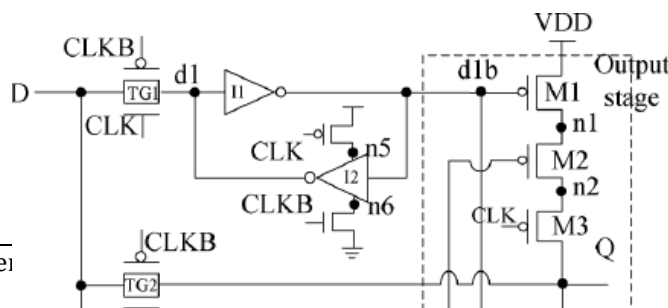 VDD
CLKB
Output
stage
d1
d1b
D
TG1
I1
M1
CLK
n1
CLK
n5
M2
I2
n2
CLKB
n6
CLK
M3
CLKB
Q
TG2